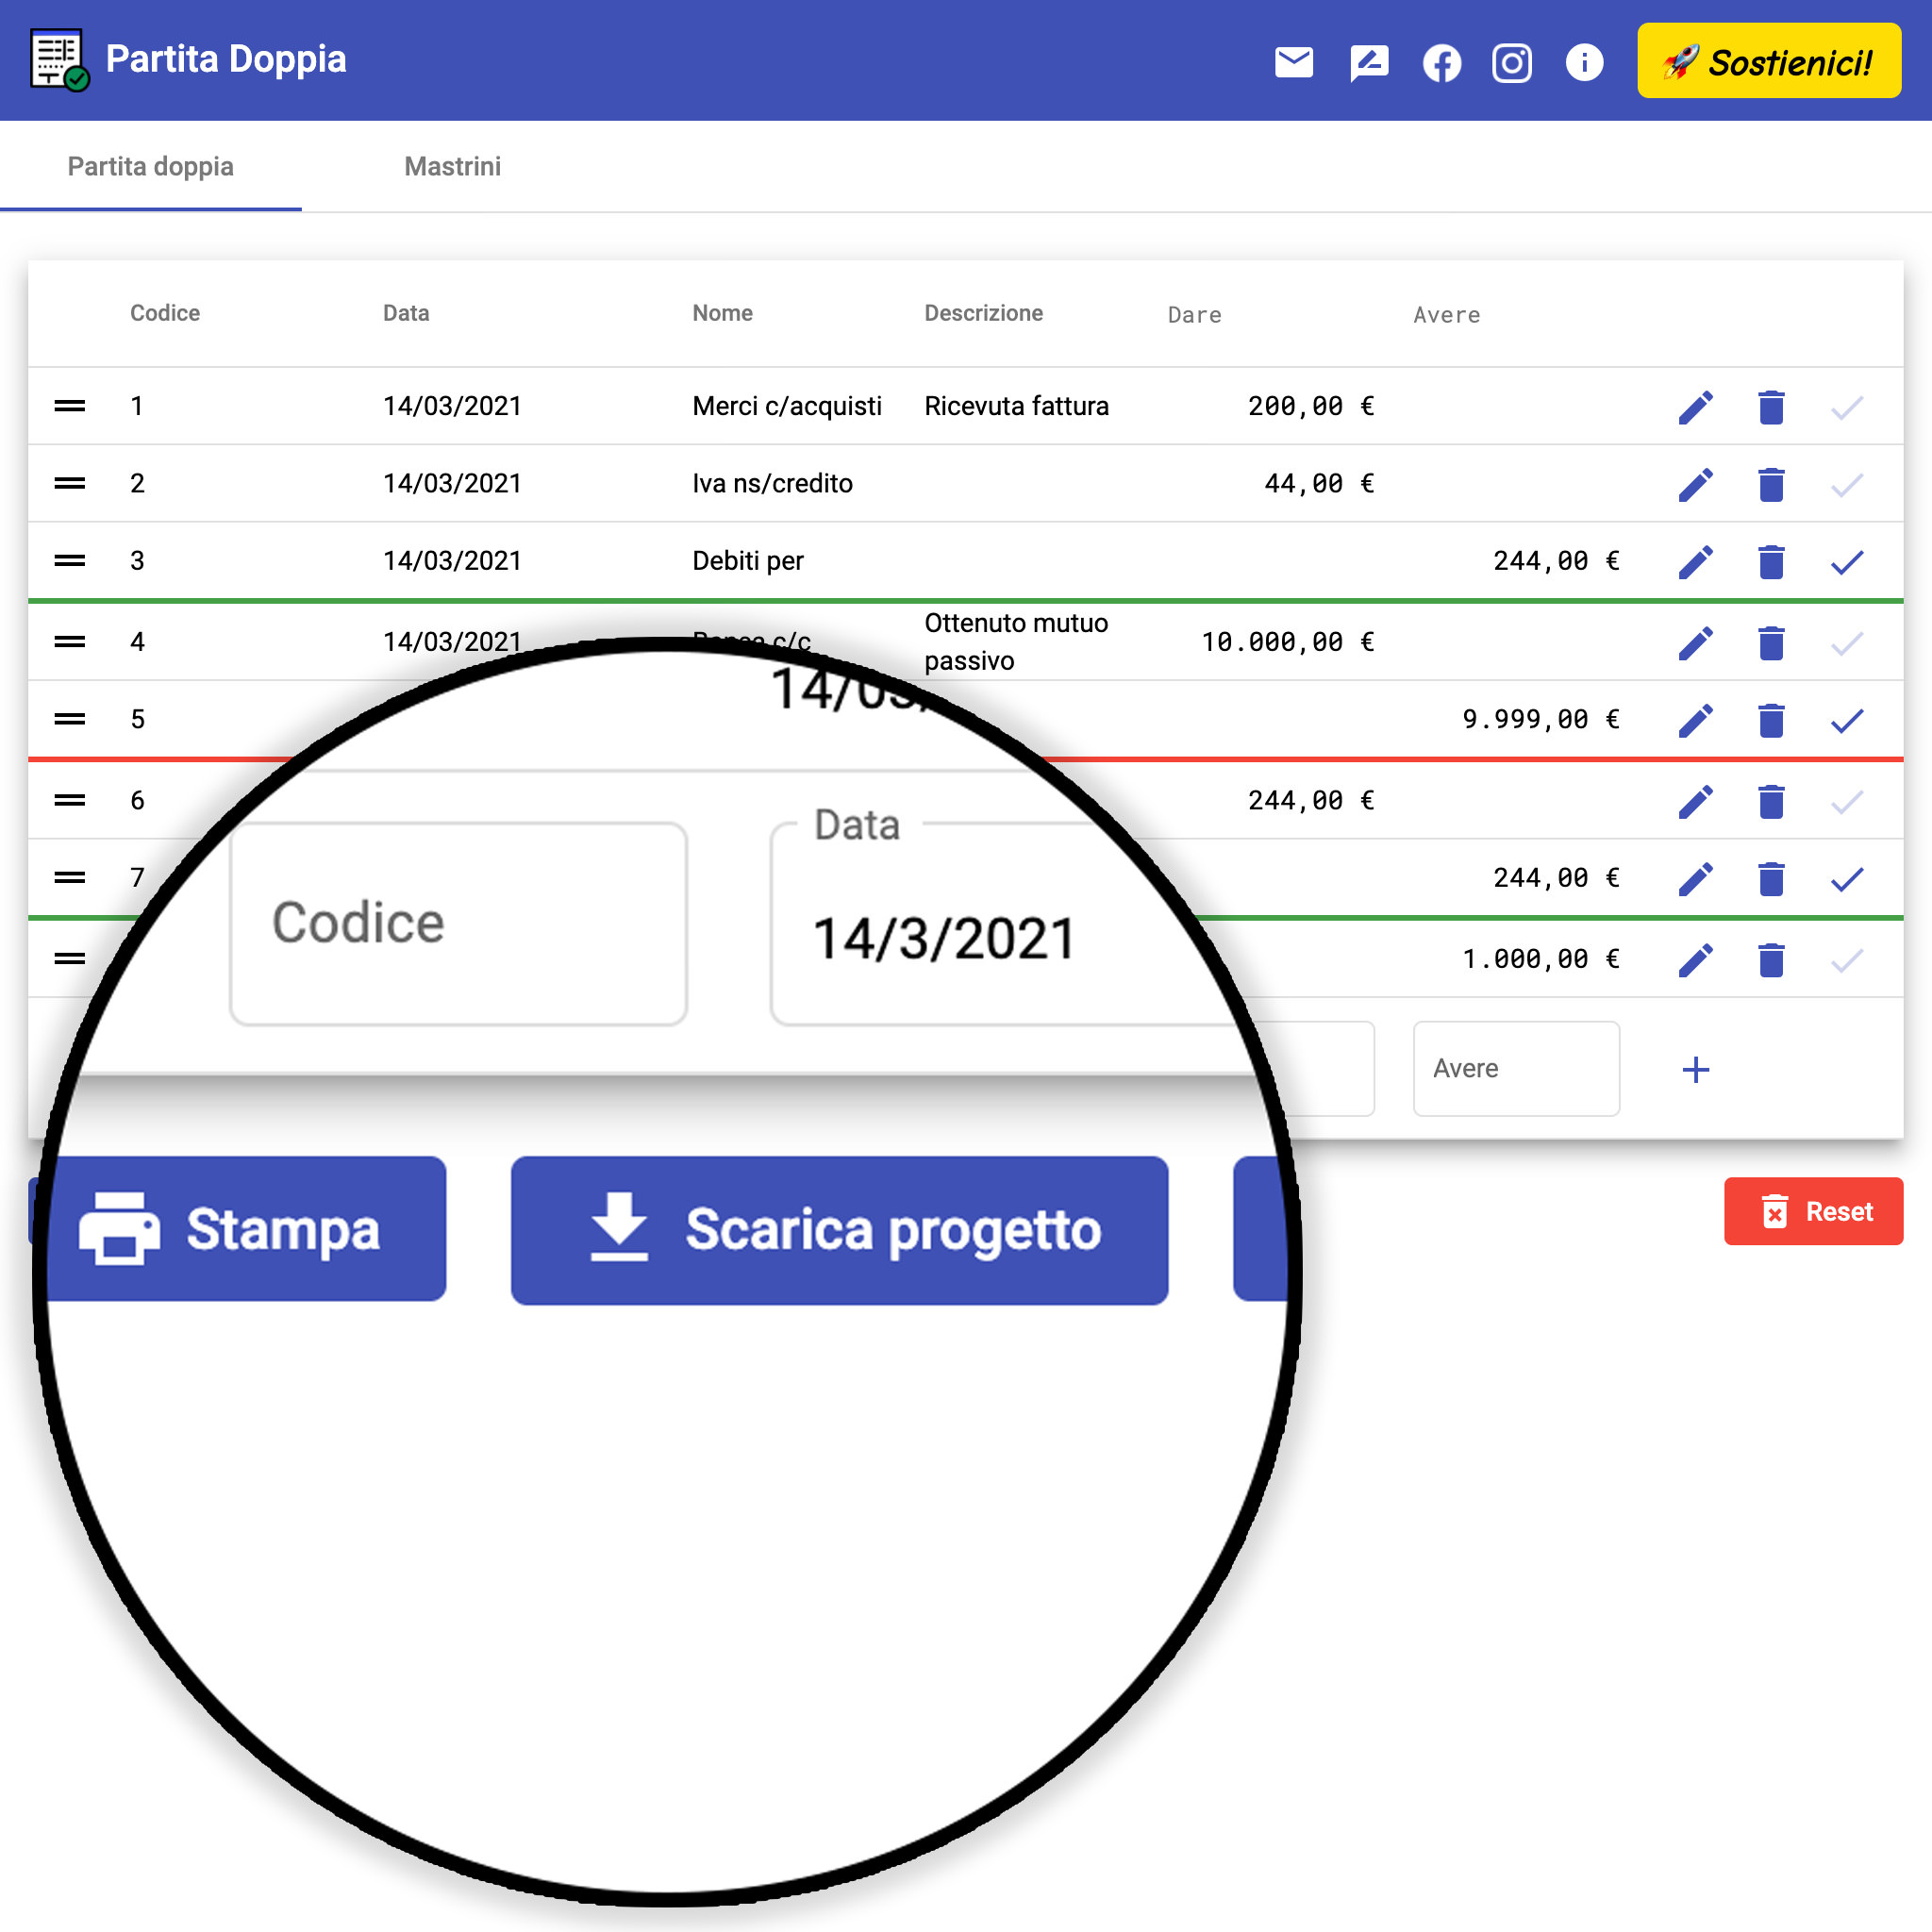 Partita Doppia
Sostienici!
Partita doppia Mastrini
Codice Data Nome Descrizione Dare Avere
1 14/03/2021 Merci c/acquisti Ricevuta fattura 200,00 €
2 14/03/2021 Iva ns/credito 44,00 €
3 14/03/2021 Debiti per 244,00 €
4 14/03/2021 Banca c/c Ottenuto mutuo passivo 10.000,00 €
5 9.999,00 €
6 244,00 €
7 244,00 €
1.000,00 €
Avere
Data
Codice
14/3/2021
Stampa
Scarica progetto
Reset